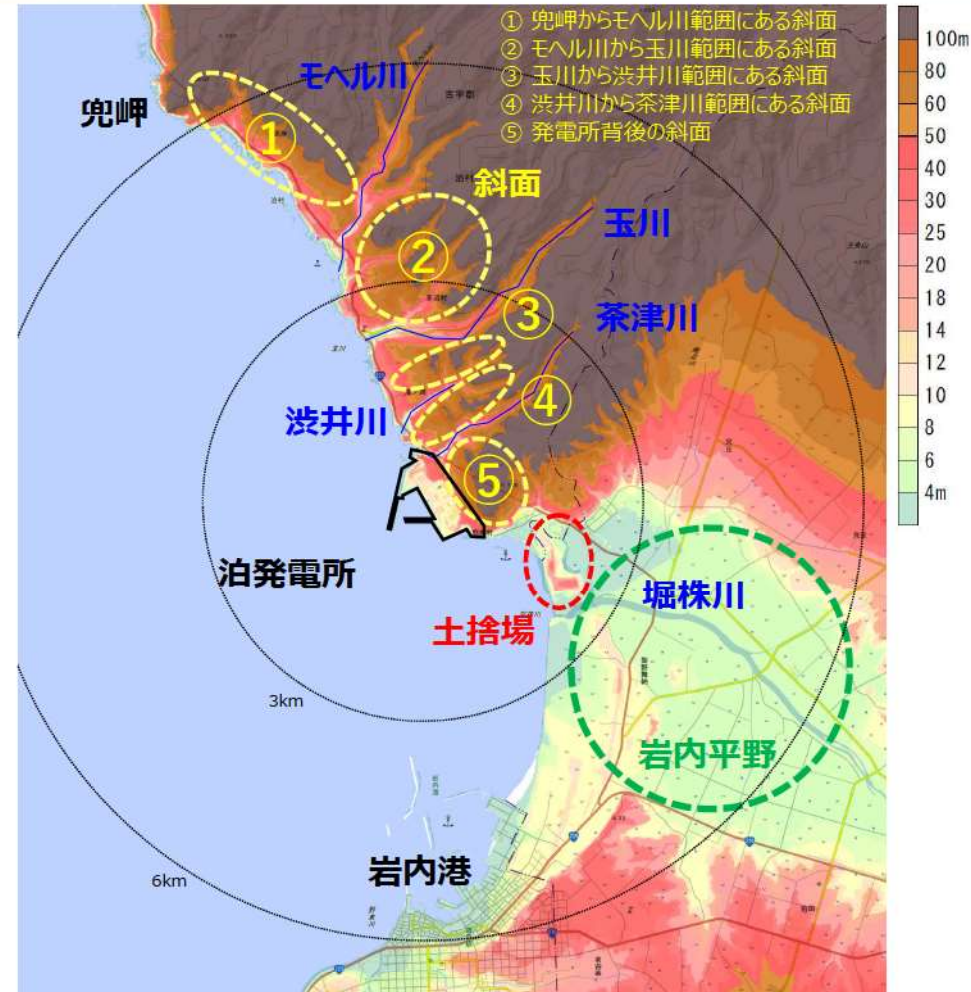 ① 兜岬からモヘル川範囲にある斜面
② モヘル川から玉川範囲にある斜面
③ 玉川から渋井川範囲にある斜面
④ 渋井川から茶津川範囲にある斜面
⑤ 発電所背後の斜面
100m
80
60
50
40
30
25
20
18
14
12
10
8
6
4m
モヘル川
兜岬
①
斜面
②
玉川
③
茶津川
渋井川
④
⑤
泊発電所
土捨場
堀株川
3km
岩内平野
岩内港
6km